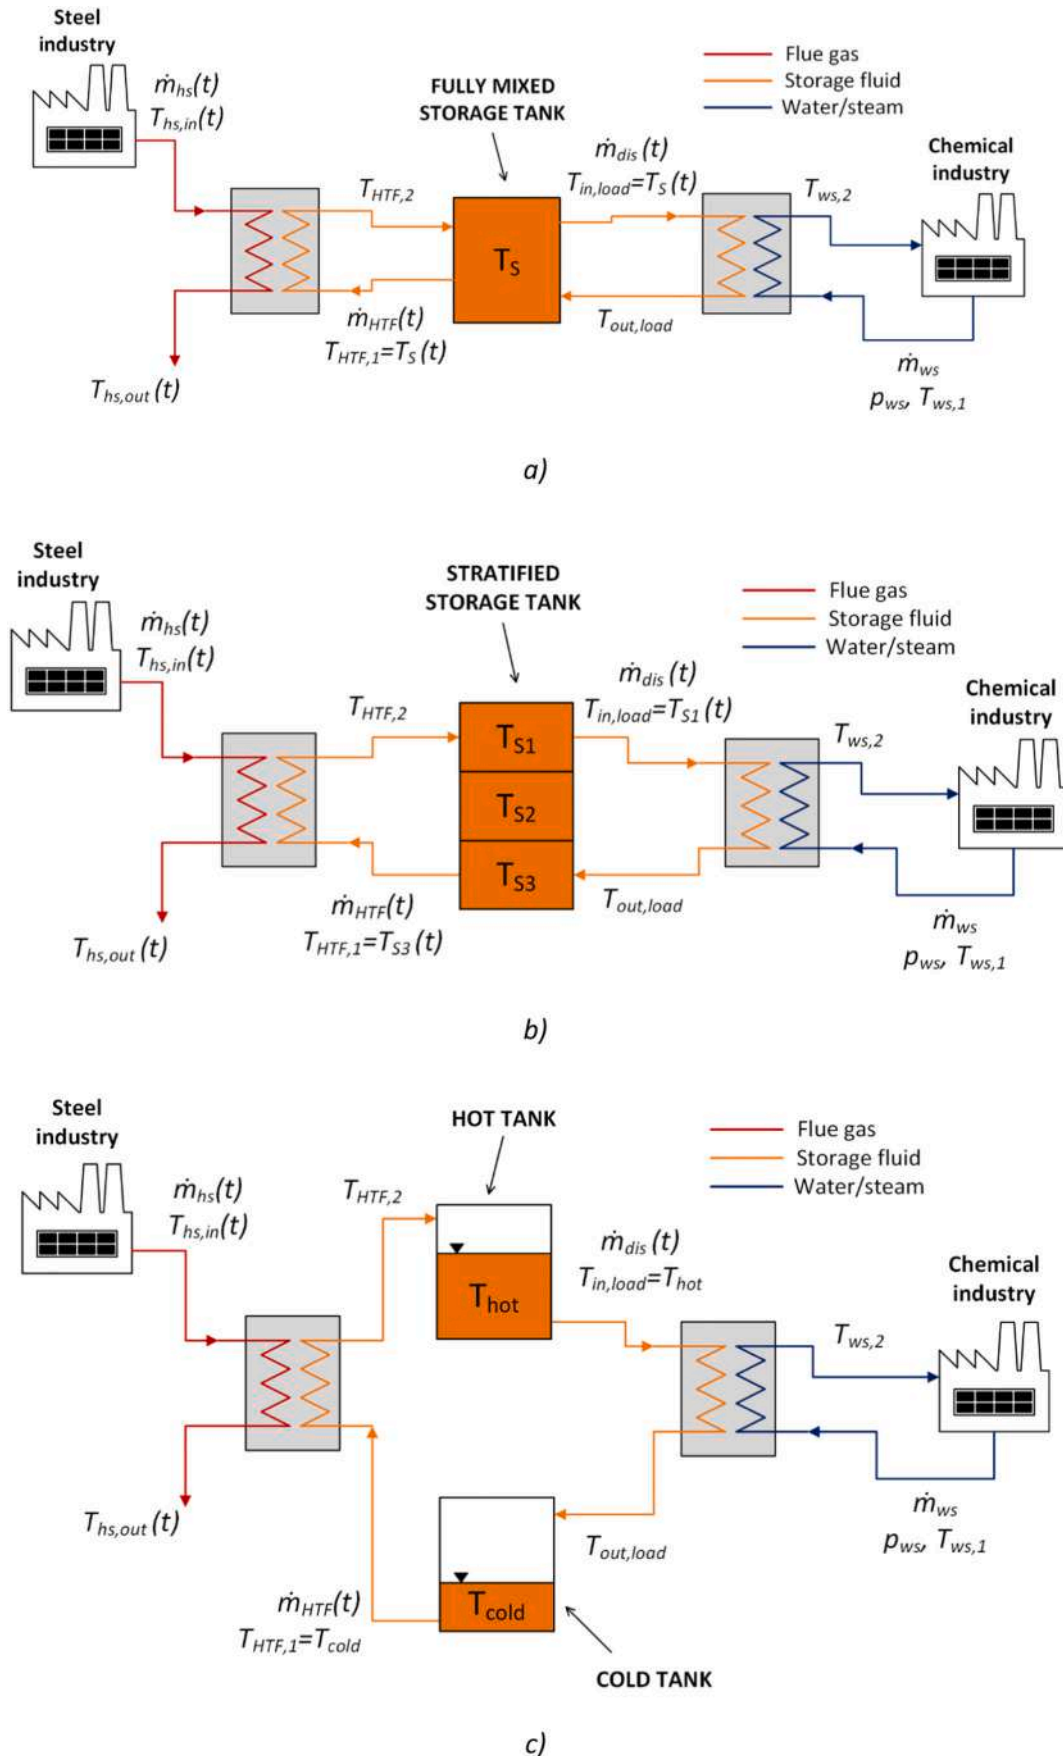 Steel
industry
ṁhs(t)
Ths,in(t)
FULLY MIXED
STORAGE TANK
Flue gas
Storage fluid
Water/steam
Chemical
industry
THTF,2
ṁdis(t)
Tin,load=TS(t)
Tws,2
TS
ṁHTF(t)
THTF,1=TS(t)
Tout,load
Ths,out(t)
ṁws
pws, Tws,1
a)
Steel
industry
ṁhs(t)
Ths,in(t)
STRATIFIED
STORAGE TANK
Flue gas
Storage fluid
Water/steam
Chemical
industry
THTF,2
ṁdis(t)
Tin,load=TS1(t)
Tws,2
TS1
TS2
TS3
ṁHTF(t)
THTF,1=TS3(t)
Tout,load
Ths,out(t)
ṁws
pws, Tws,1
b)
Steel
industry
ṁhs(t)
Ths,in(t)
HOT TANK
Flue gas
Storage fluid
Water/steam
Chemical
industry
THTF,2
ṁdis(t)
Tin,load=Thot
Tws,2
Thot
Ths,out(t)
Tout,load
ṁws
pws, Tws,1
Tcold
ṁHTF(t)
THTF,1=Tcold
COLD TANK
c)